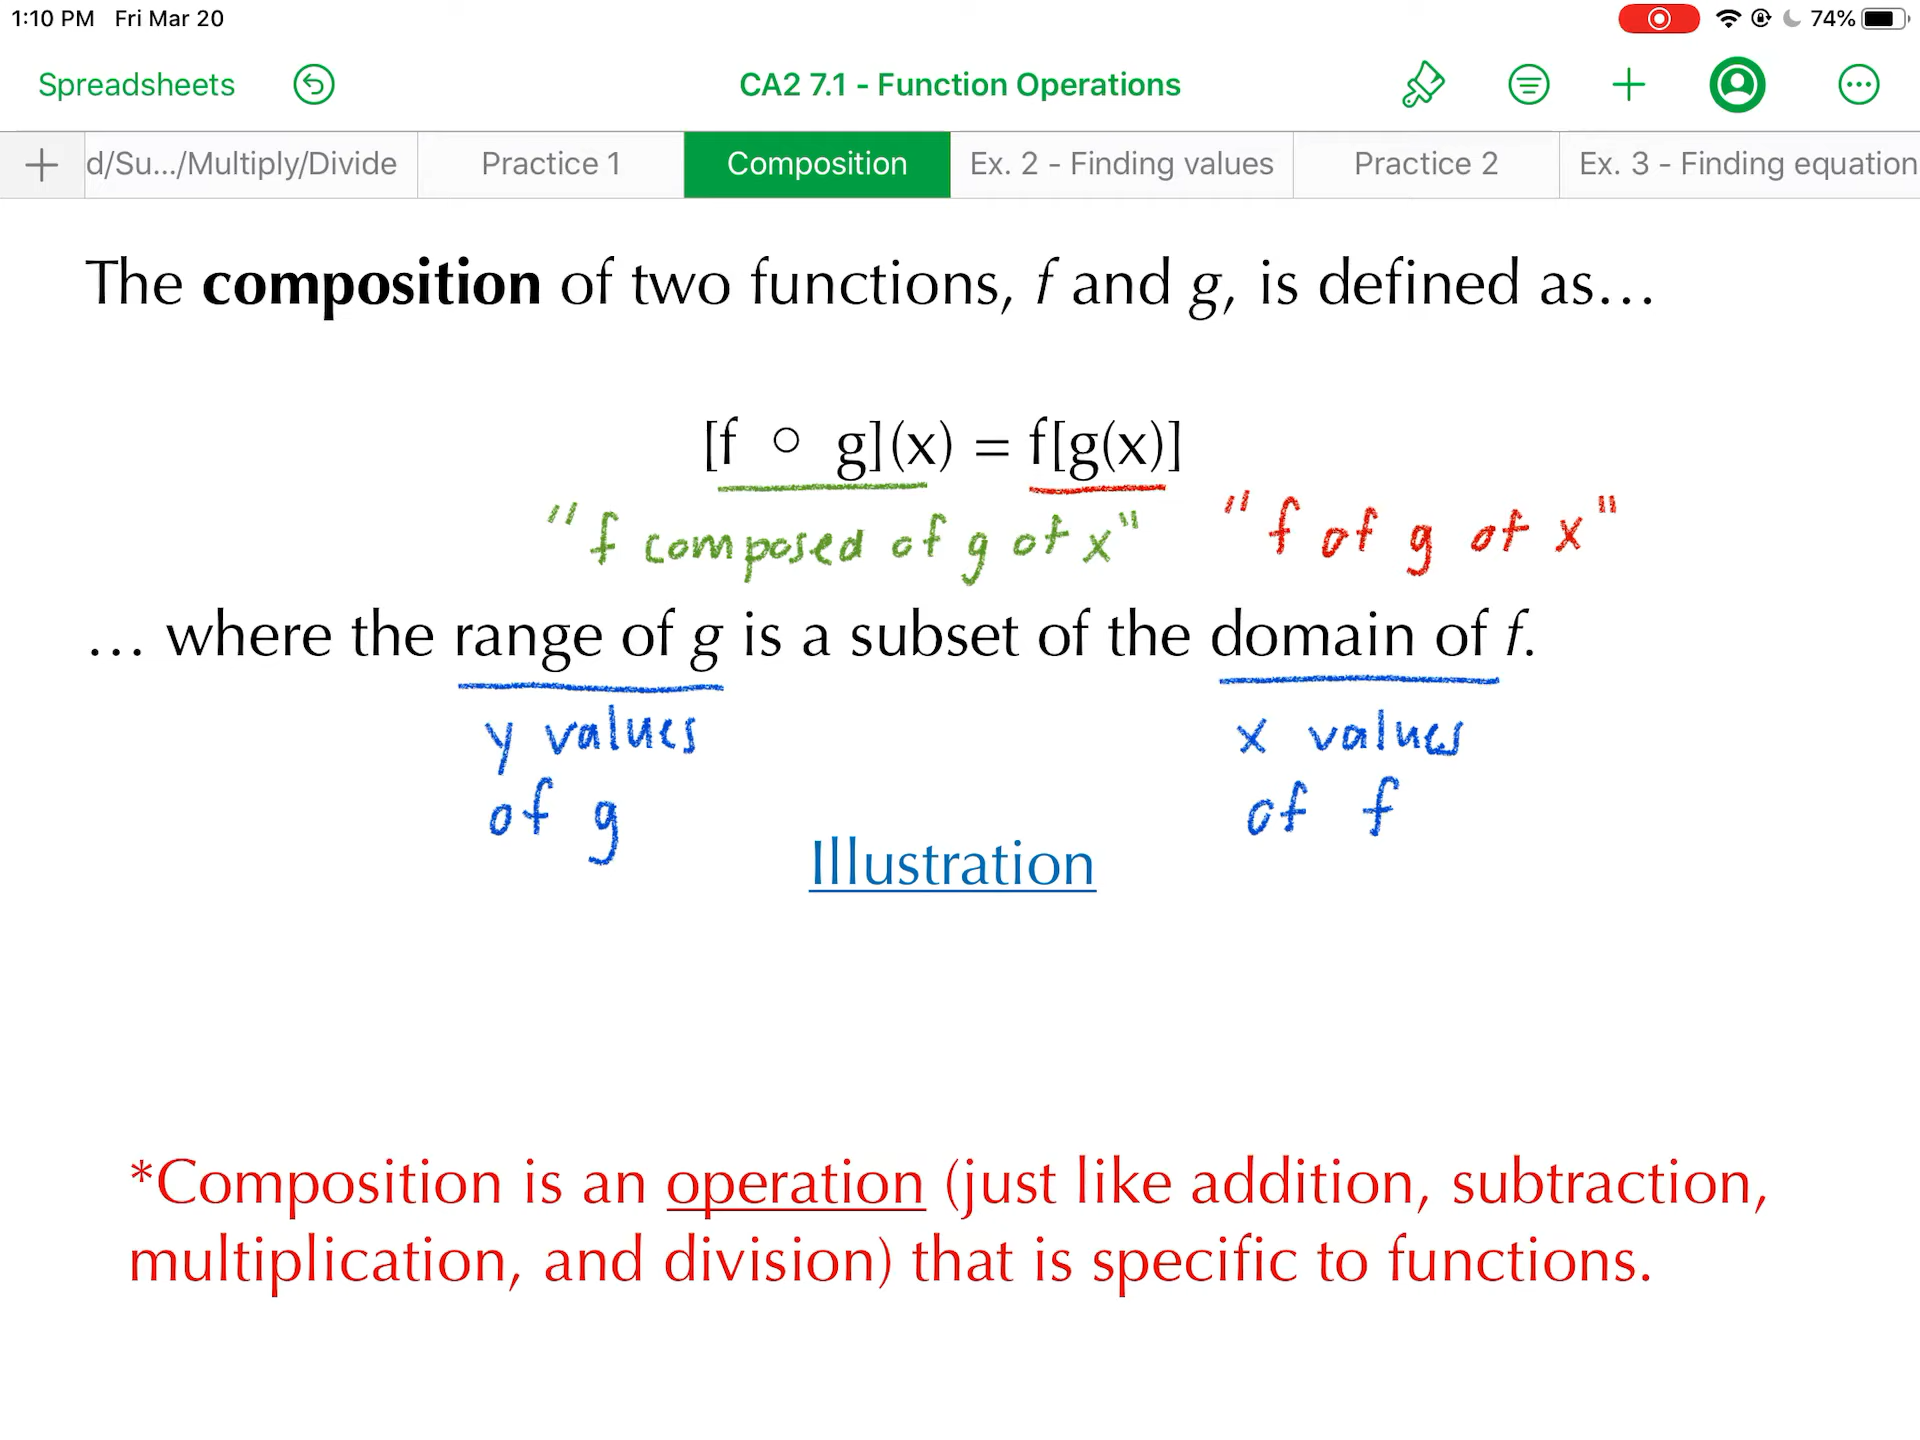 1:10 PM Fri Mar 20 74%
Spreadsheets CA2 7.1 - Function Operations
d/Su.../Multiply/Divide Practice 1 Composition Ex. 2 - Finding values Practice 2 Ex. 3 - Finding equation
The composition of two functions, f and g, is defined as...
[f ○ g](x) = f[g(x)]
"f composed of g of x" "f of g of x"
... where the range of g is a subset of the domain of f.
y values x values
of g of f
Illustration
*Composition is an operation (just like addition, subtraction,
multiplication, and division) that is specific to functions.